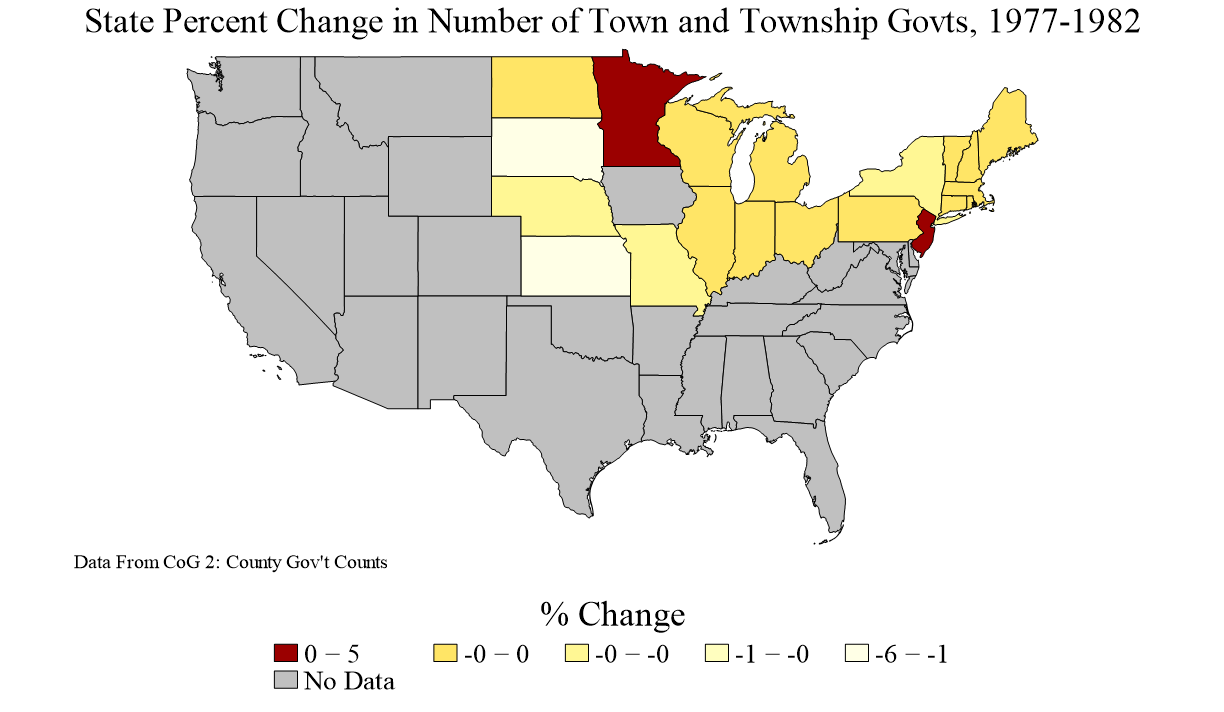 State Percent Change in Number of Town and Township Govts, 1977-1982
Data From CoG 2: County Gov't Counts
% Change
0 − 5 -0 − 0 -0 − -0 -1 − -0 -6 − -1
No Data